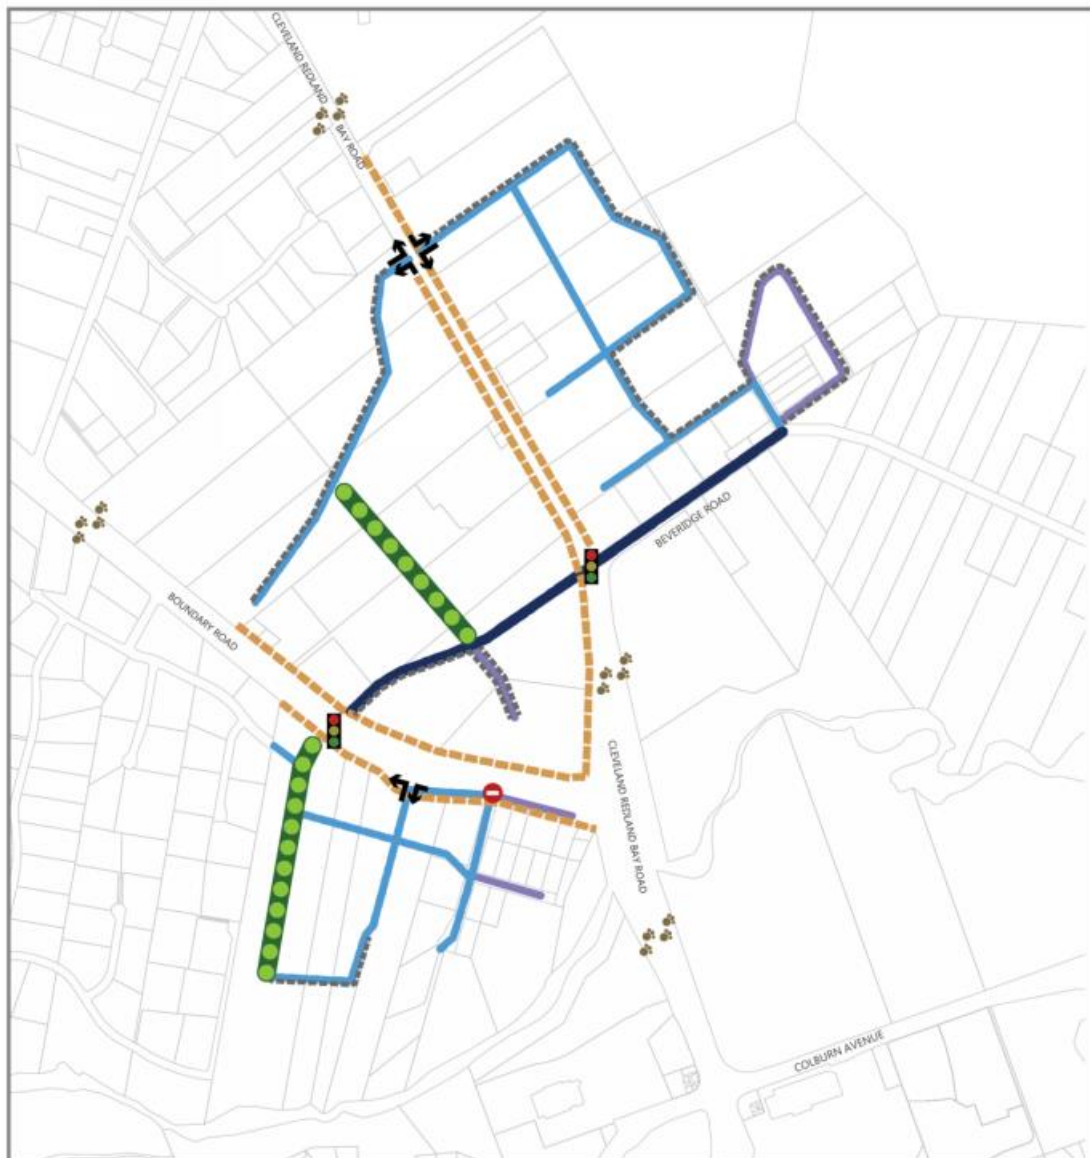 CLEVELAND REDLAND
BAY ROAD
BEVERIDGE ROAD
BOUNDARY ROAD
CLEVELAND REDLAND BAY ROAD
COLBURN AVENUE